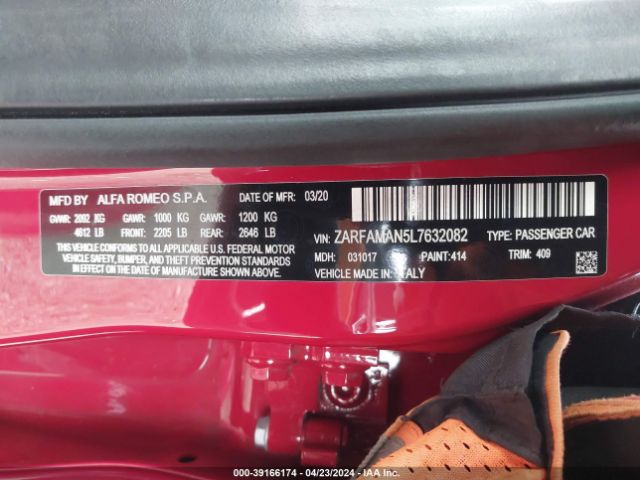 MFD BY ALFA ROMEO S.P.A. DATE OF MFR 03/20
GVWR: 2092 KG GAWR: 1000 KG GAWR: 1200 KG
4612 LB FRONT: 2205 LB REAR: 2646 LB
THIS VEHICLE CONFORMS TO ALL APPLICABLE U.S. FEDERAL MOTOR
VEHICLE SAFETY, BUMPER, AND THEFT PREVENTION STANDARDS
IN EFFECT ON THE DATE OF MANUFACTURE SHOWN ABOVE.
VIN: ZARFAMAN5L7632082 TYPE: PASSENGER CAR
MDH: 031017 PAINT: 414 TRIM: 409
VEHICLE MADE IN: ITALY
000-39166174 | 04/23/2024 | IAA Inc.